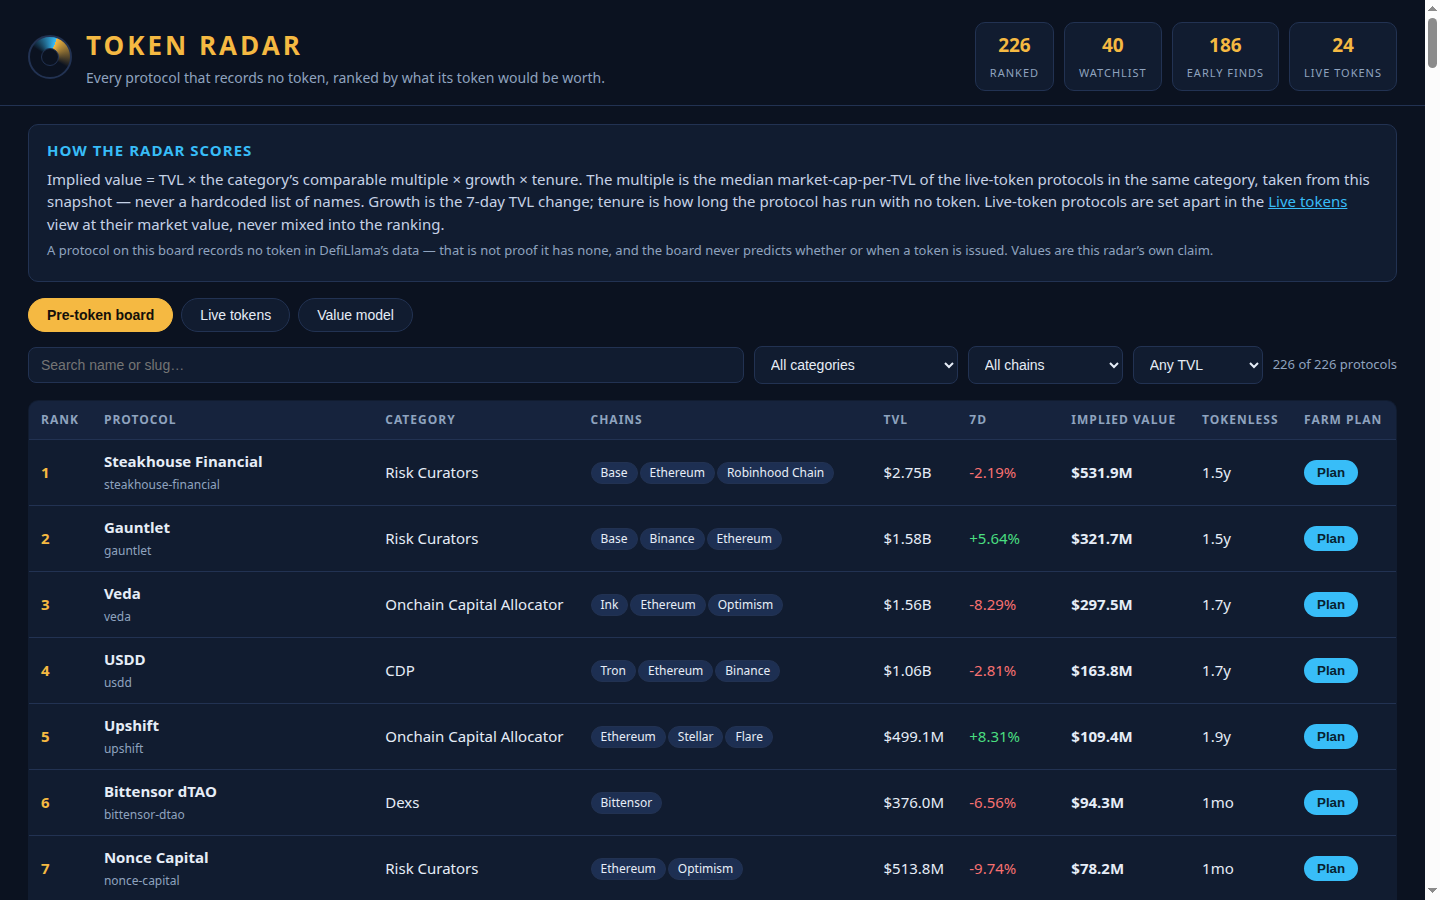 TOKEN RADAR
Every protocol that records no token, ranked by what its token would be worth.
226
RANKED
40
WATCHLIST
186
EARLY FINDS
24
LIVE TOKENS
HOW THE RADAR SCORES
Implied value = TVL × the category’s comparable multiple × growth × tenure. The multiple is the median market-cap-per-TVL of the live-token protocols in the same category, taken from this
snapshot — never a hardcoded list of names. Growth is the 7-day TVL change; tenure is how long the protocol has run with no token. Live-token protocols are set apart in the Live tokens
view at their market value, never mixed into the ranking.
A protocol on this board records no token in DefiLlama’s data — that is not proof it has none, and the board never predicts whether or when a token is issued. Values are this radar’s own claim.
Pre-token board Live tokens Value model
Search name or slug… All categories All chains Any TVL 226 of 226 protocols
RANK PROTOCOL CATEGORY CHAINS TVL 7D IMPLIED VALUE TOKENLESS FARM PLAN
1 Steakhouse Financial Risk Curators Base Ethereum Robinhood Chain $2.75B -2.19% $531.9M 1.5y Plan
steakhouse-financial
2 Gauntlet Risk Curators Base Binance Ethereum $1.58B +5.64% $321.7M 1.5y Plan
gauntlet
3 Veda Onchain Capital Allocator Ink Ethereum Optimism $1.56B -8.29% $297.5M 1.7y Plan
veda
4 USDD CDP Tron Ethereum Binance $1.06B -2.81% $163.8M 1.7y Plan
usdd
5 Upshift Onchain Capital Allocator Ethereum Stellar Flare $499.1M +8.31% $109.4M 1.9y Plan
upshift
6 Bittensor dTAO Dexs Bittensor $376.0M -6.56% $94.3M 1mo Plan
bittensor-dtao
7 Nonce Capital Risk Curators Ethereum Optimism $513.8M -9.74% $78.2M 1mo Plan
nonce-capital